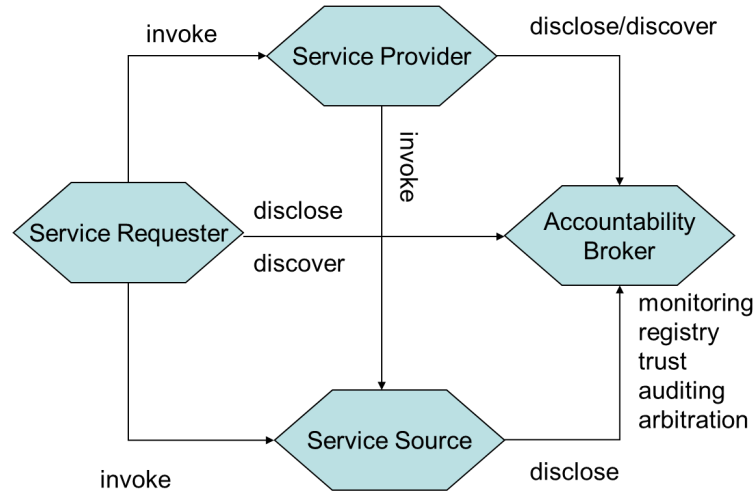 invoke
disclose/discover
Service Provider
invoke
Service Requester
disclose
discover
Accountability
Broker
monitoring
registry
trust
auditing
arbitration
Service Source
invoke
disclose